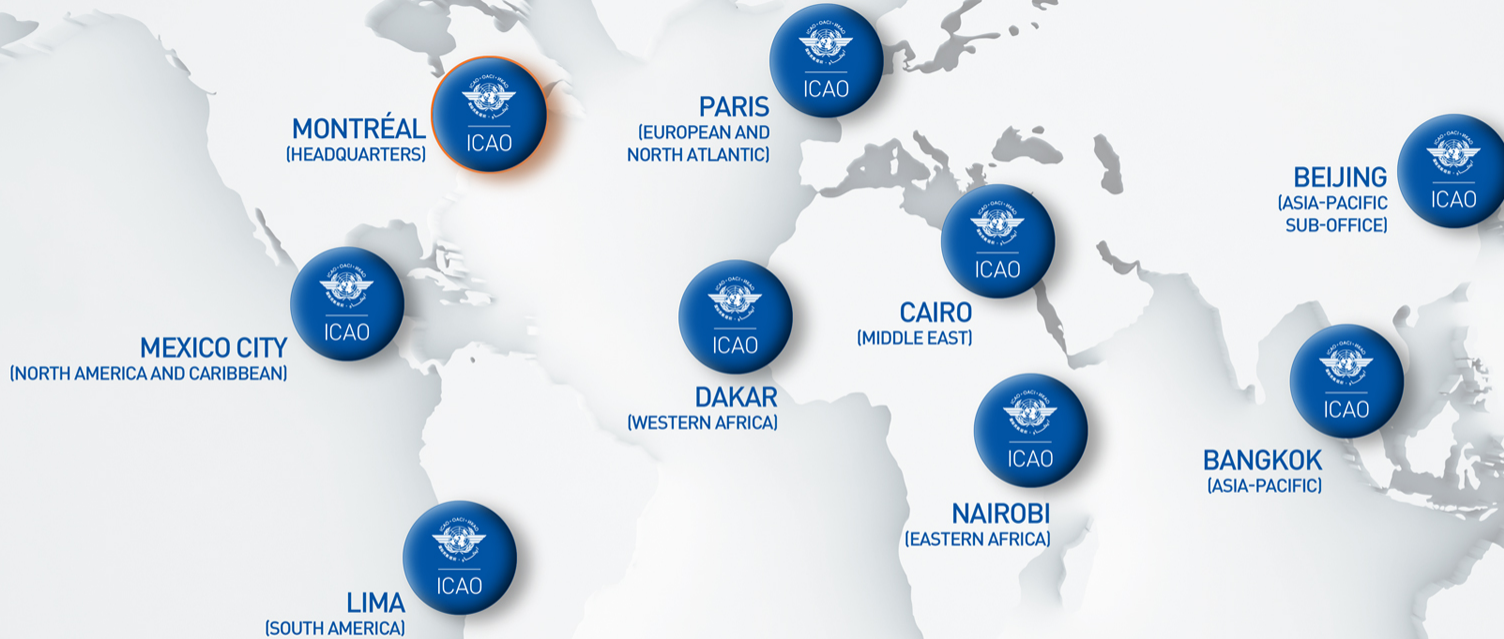 MONTRÉAL
(HEADQUARTERS)
ICAO
PARIS
(EUROPEAN AND
NORTH ATLANTIC)
ICAO
BEIJING
(ASIA-PACIFIC
SUB-OFFICE)
ICAO
MEXICO CITY
(NORTH AMERICA AND CARIBBEAN)
ICAO
DAKAR
(WESTERN AFRICA)
ICAO
CAIRO
(MIDDLE EAST)
ICAO
NAIROBI
(EASTERN AFRICA)
ICAO
BANGKOK
(ASIA-PACIFIC)
ICAO
LIMA
(SOUTH AMERICA)
ICAO